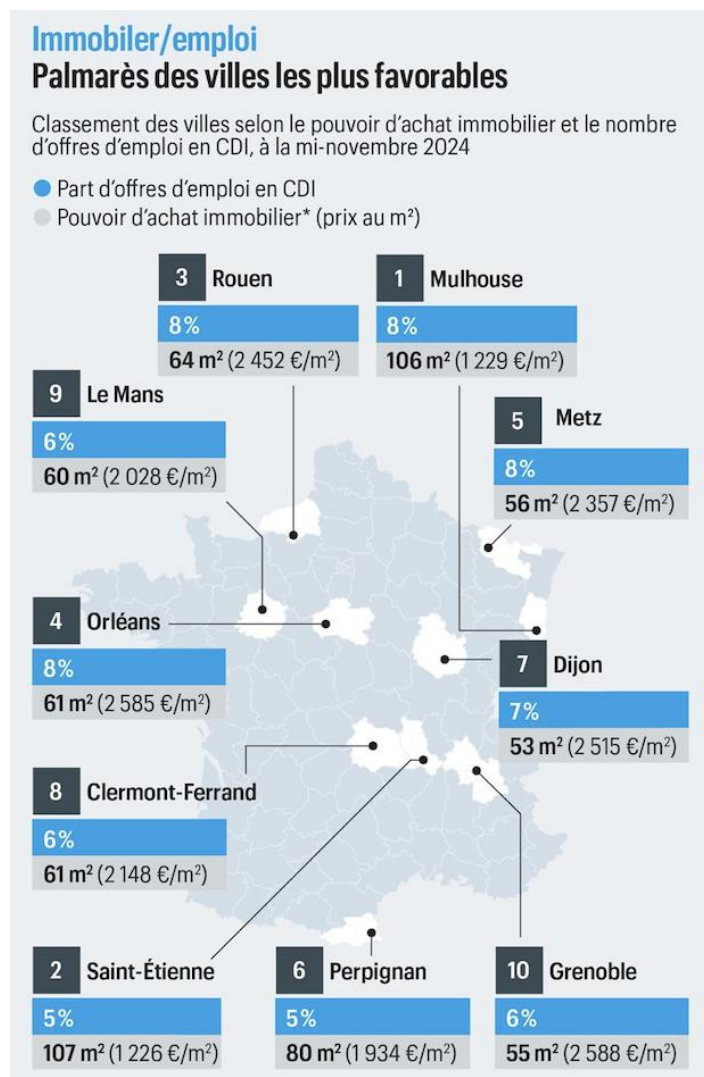 Immobiler/emploi
Palmarès des villes les plus favorables
Classement des villes selon le pouvoir d'achat immobilier et le nombre
d'offres d'emploi en CDI, à la mi-novembre 2024
Part d'offres d'emploi en CDI
Pouvoir d'achat immobilier* (prix au m²)
3 Rouen
8%
64 m² (2 452 €/m²)
1 Mulhouse
8%
106 m² (1 229 €/m²)
9 Le Mans
6%
60 m² (2 028 €/m²)
5 Metz
8%
56 m² (2 357 €/m²)
4 Orléans
8%
61 m² (2 585 €/m²)
7 Dijon
7%
53 m² (2 515 €/m²)
8 Clermont-Ferrand
6%
61 m² (2 148 €/m²)
2 Saint-Étienne
5%
107 m² (1 226 €/m²)
6 Perpignan
5%
80 m² (1 934 €/m²)
10 Grenoble
6%
55 m² (2 588 €/m²)